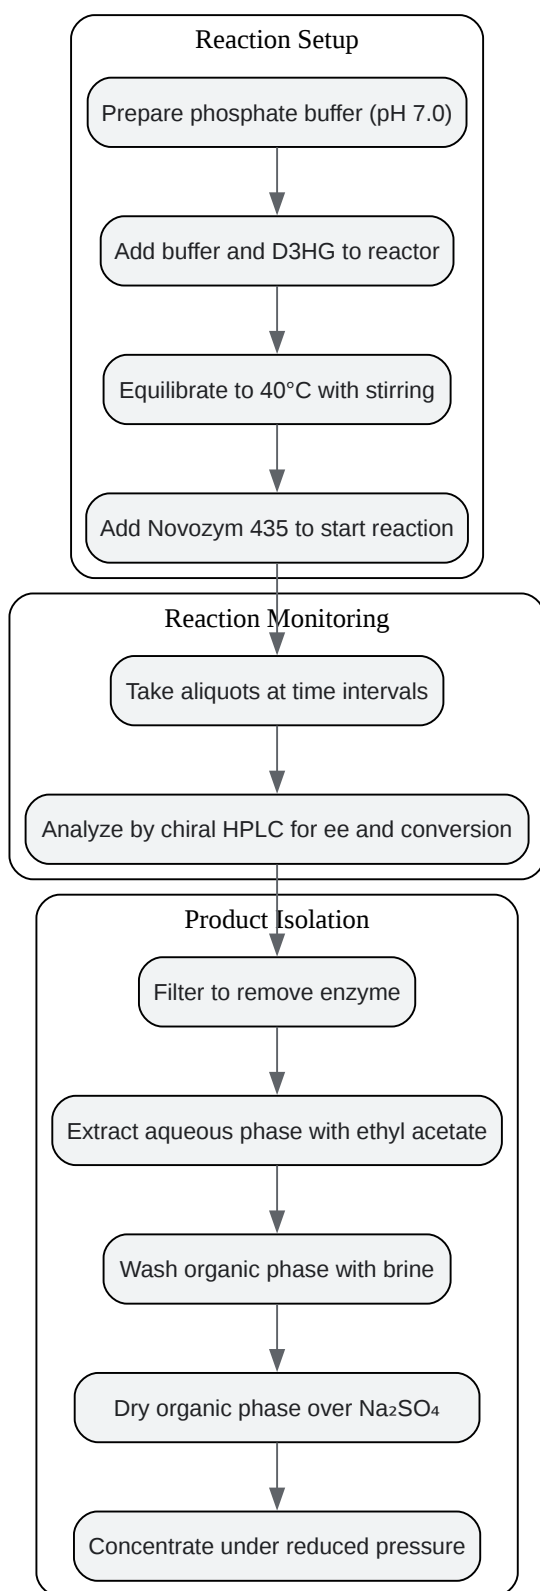 Reaction Setup
Prepare phosphate buffer (pH 7.0)
Add buffer and D3HG to reactor
Equilibrate to 40°C with stirring
Add Novozym 435 to start reaction
Reaction Monitoring
Take aliquots at time intervals
Analyze by chiral HPLC for ee and conversion
Product Isolation
Filter to remove enzyme
Extract aqueous phase with ethyl acetate
Wash organic phase with brine
Dry organic phase over Na₂SO₄
Concentrate under reduced pressure